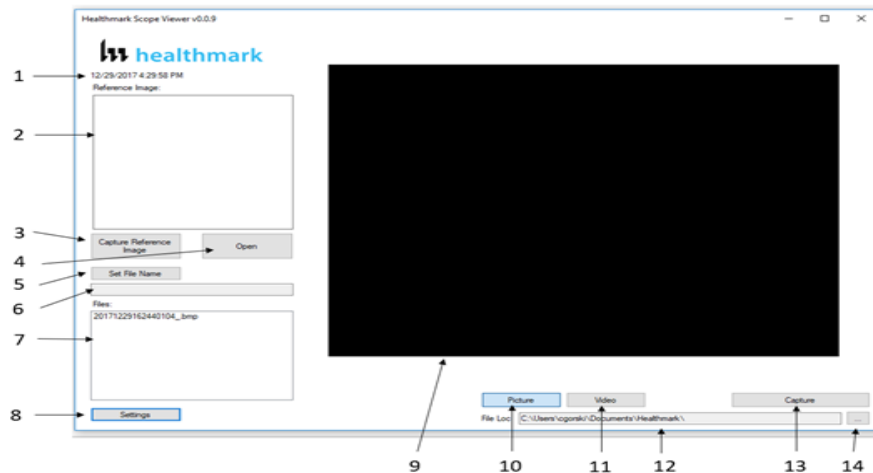 Healthmark Scope Viewer v0.0.9
healthmark
1
12/29/2017 4:29:58 PM
Reference Image:
2
3
Capture Reference
Image
Open
4
Set File Name
5
6
Files:
20171229162440104_.bmp
7
8
Settings
Picture
Video
Capture
File Loc:
C:\Users\cgorski\Documents\Healthmark\
...
9
10
11
12
13
14